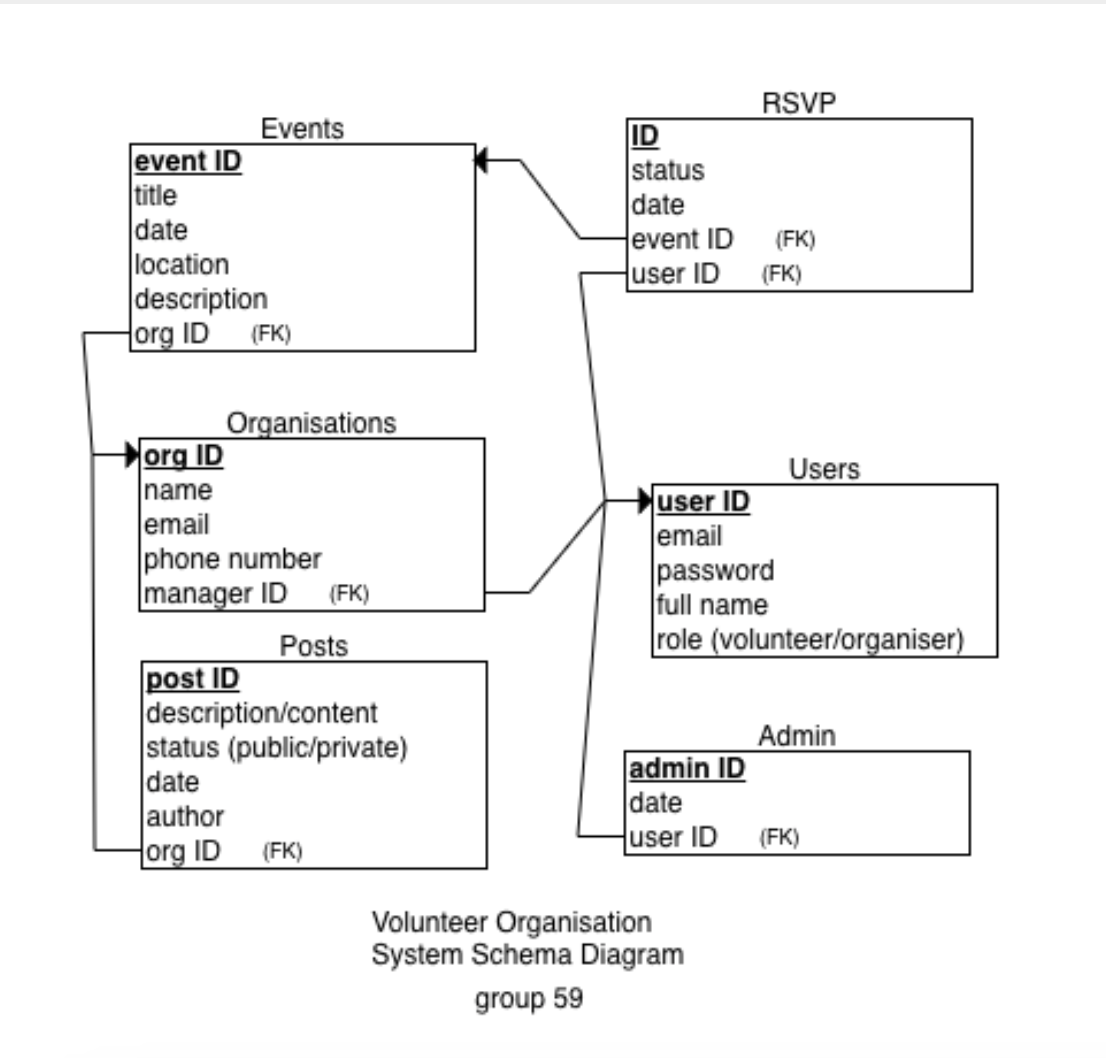 Events
event ID
title
date
location
description
org ID (FK)
RSVP
ID
status
date
event ID (FK)
user ID (FK)
Organisations
org ID
name
email
phone number
manager ID (FK)
Users
user ID
email
password
full name
role (volunteer/organiser)
Posts
post ID
description/content
status (public/private)
date
author
org ID (FK)
Admin
admin ID
date
user ID (FK)
Volunteer Organisation
System Schema Diagram
group 59